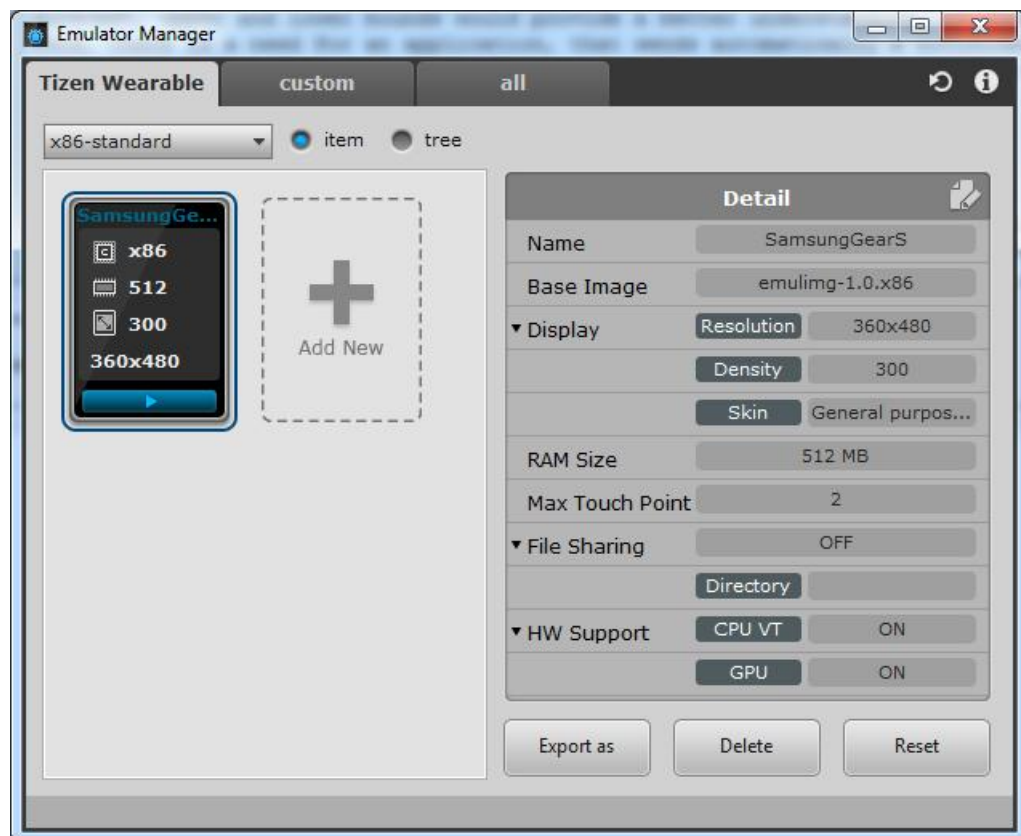 Emulator Manager
Tizen Wearable custom all
x86-standard item tree
SamsungGe...
x86
512
300
360x480
Add New
Detail
Name SamsungGearS
Base Image emulimg-1.0.x86
Display Resolution 360x480
Density 300
Skin General purpos...
RAM Size 512 MB
Max Touch Point 2
File Sharing OFF
Directory
HW Support CPU VT ON
GPU ON
Export as Delete Reset